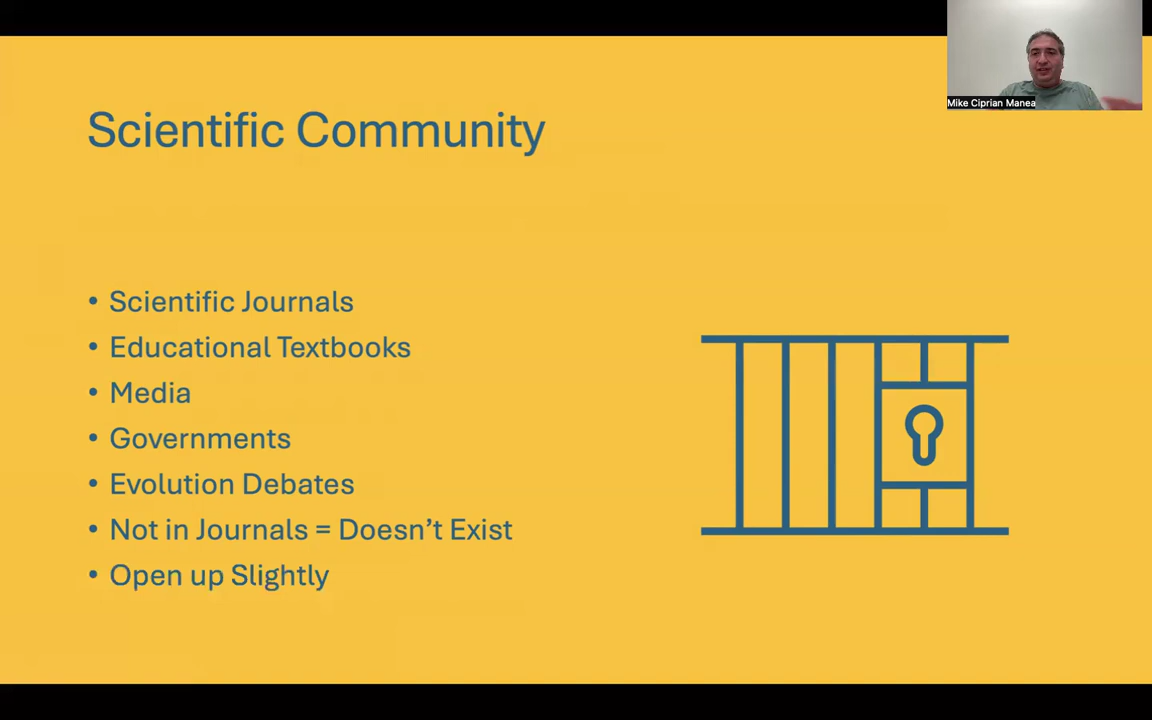 Mike Ciprian Manea
Scientific Community
• Scientific Journals
• Educational Textbooks
• Media
• Governments
• Evolution Debates
• Not in Journals = Doesn’t Exist
• Open up Slightly